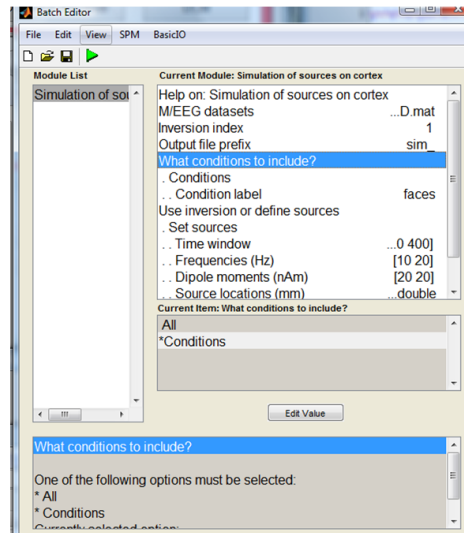 Batch Editor
File Edit View SPM BasicIO
Module List
Simulation of sou
Current Module: Simulation of sources on cortex
Help on: Simulation of sources on cortex
M/EEG datasets ...D.mat
Inversion index 1
Output file prefix sim_
What conditions to include?
. Conditions
. . Condition label faces
Use inversion or define sources
. Set sources
. . Time window ...0 400]
. . Frequencies (Hz) [10 20]
. . Dipole moments (nAm) [20 20]
. . Source locations (mm) ...double
Current Item: What conditions to include?
All
*Conditions
Edit Value
What conditions to include?
One of the following options must be selected:
* All
* Conditions
Currently selected option: